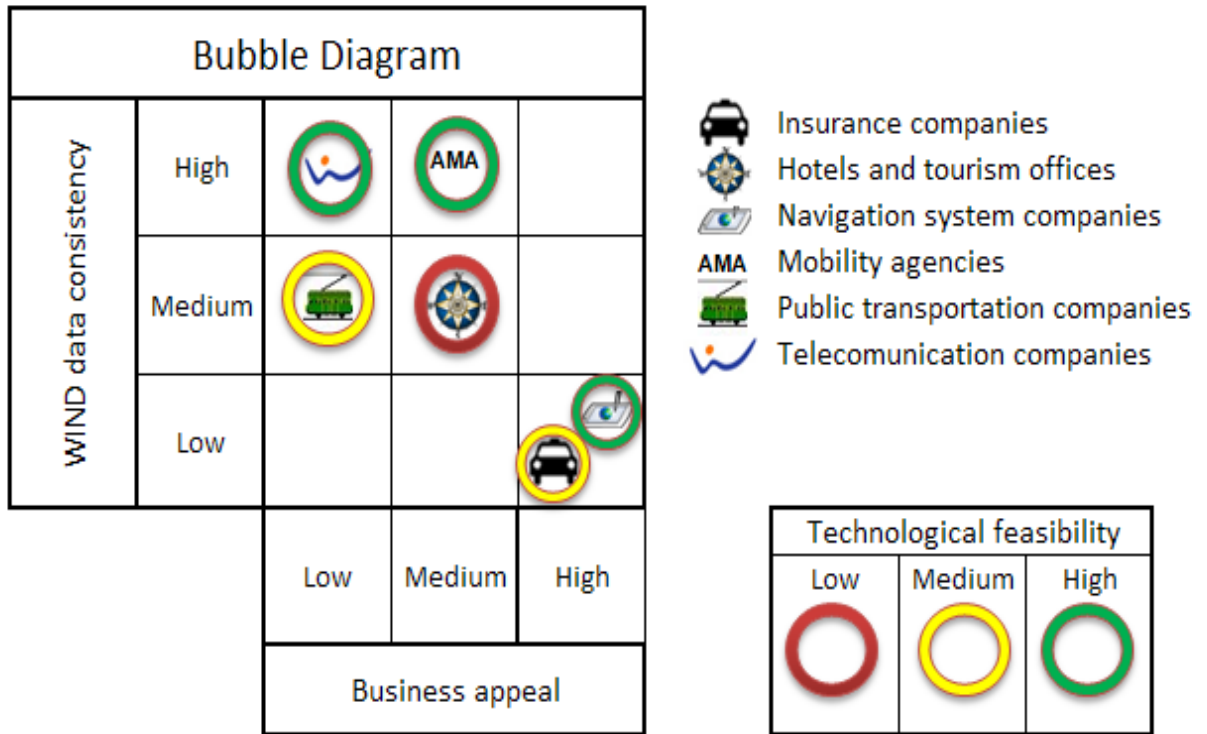 Bubble Diagram
WIND data consistency
High
AMA
Medium
Low
Low
Medium
High
Business appeal
Insurance companies
Hotels and tourism offices
Navigation system companies
AMA
Mobility agencies
Public transportation companies
Telecomunication companies
Technological feasibility
Low
Medium
High